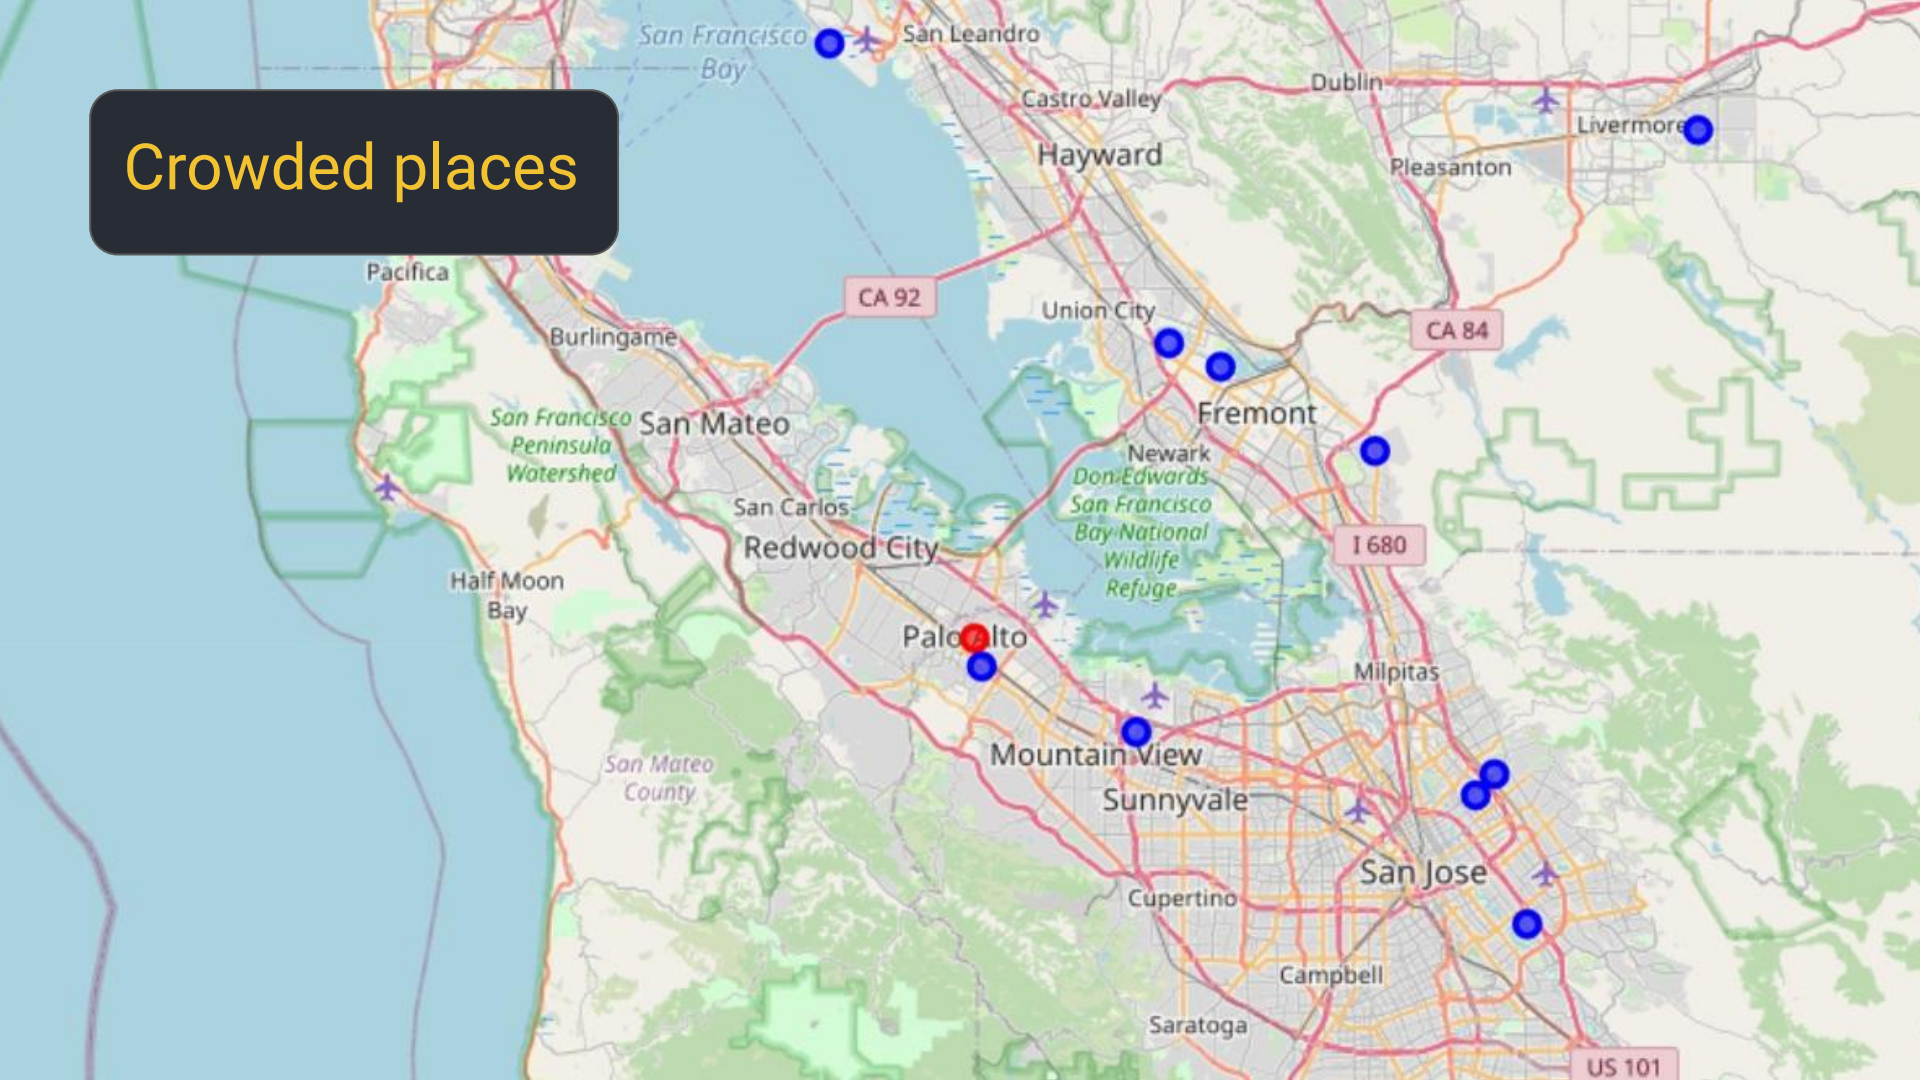 San Francisco
Bay
San Leandro
Dublin
Castro Valley
Livermore
Crowded places
Hayward
Pleasanton
Pacifica
CA 92
Union City
CA 84
Burlingame
San Francisco
Peninsula
Watershed
San Mateo
Fremont
Newark
Don Edwards
San Francisco
Bay National
Wildlife
Refuge
San Carlos
Redwood City
I 680
Half Moon
Bay
Palo Alto
Milpitas
Mountain View
San Mateo
County
Sunnyvale
San Jose
Cupertino
Campbell
Saratoga
US 101